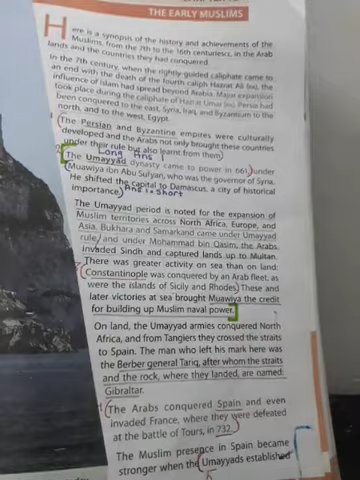 THE EARLY MUSLIMS
Here is a synopsis of the history and achievements of the
Muslims, from the 7th to the 16th centuries, in the Arab
lands and the countries they had conquered.
In the 7th century, when the rightly-guided caliphate came to
an end with the death of the fourth caliph Hazrat Ali (RA), the
influence of Islam had spread beyond Arabia. Major expansion
took place during the caliphate of Hazrat Umar (RA). Persia had
been conquered to the east, Syria, Iraq, and Byzantium to the
north, and to the west, Egypt.
The Persian and Byzantine empires were culturally
developed and the Arabs not only brought these countries
under their rule but also learnt from them
Long Ans 1
The Umayyad dynasty came to power in 661 under
Muawiya ibn Abu Sufyan, who was the governor of Syria.
He shifted the capital to Damascus, a city of historical
importance) Ans: Short
The Umayyad period is noted for the expansion of
Muslim territories across North Africa, Europe, and
Asia. Bukhara and Samarkand came under Umayyad
rule, and under Mohammad bin Qasim, the Arabs
invaded Sindh and captured lands up to Multan.
There was greater activity on sea than on land:
Constantinople was conquered by an Arab fleet, as
were the islands of Sicily and Rhodes) These and
later victories at sea brought Muawiya the credit
for building up Muslim naval power.
On land, the Umayyad armies conquered North
Africa, and from Tangiers they crossed the straits
to Spain. The man who left his mark here was
the Berber general Tariq, after whom the straits
and the rock, where they landed, are named:
Gibraltar.
(The Arabs conquered Spain and even
invaded France, where they were defeated
at the battle of Tours, in 732)
The Muslim presence in Spain became
stronger when the (Umayyads established